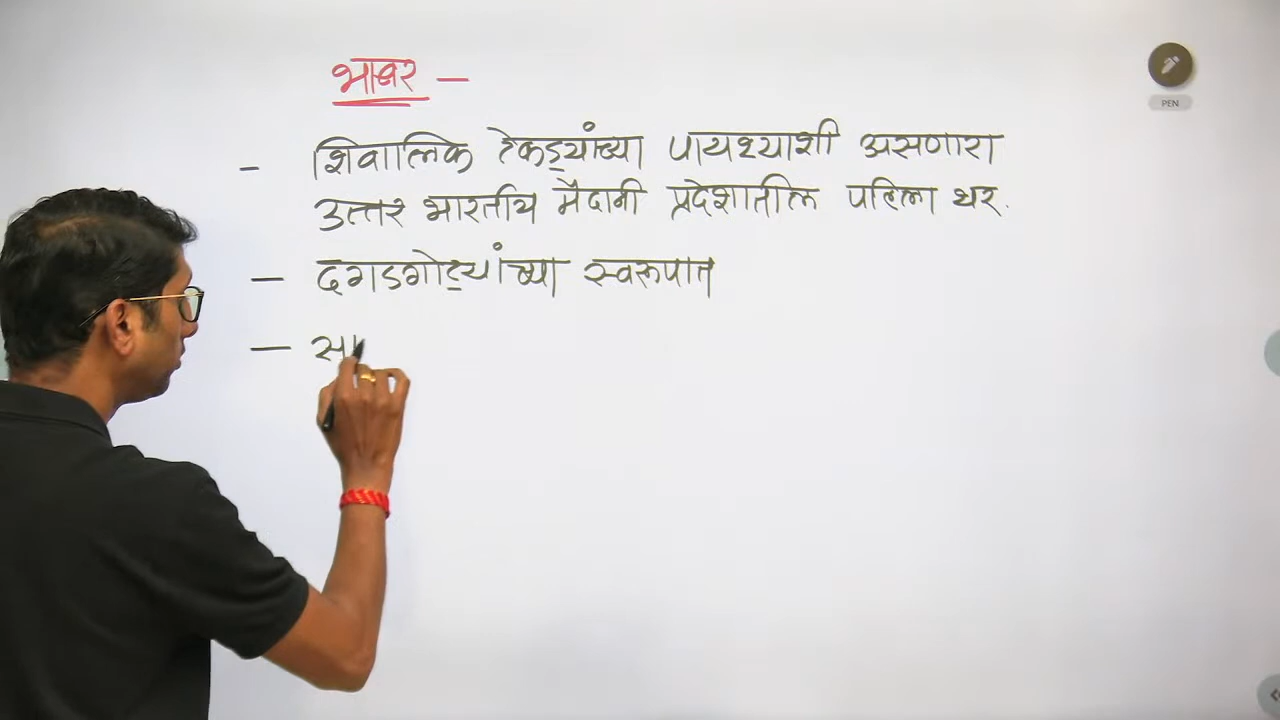 भाबर –
– शिवालिक टेकड्यांच्या पायथ्याशी असणारा
उत्तर भारतीय मैदानी प्रदेशातील पहिला थर.
– दगडगोट्यांच्या स्वरूपात
– सा
PEN